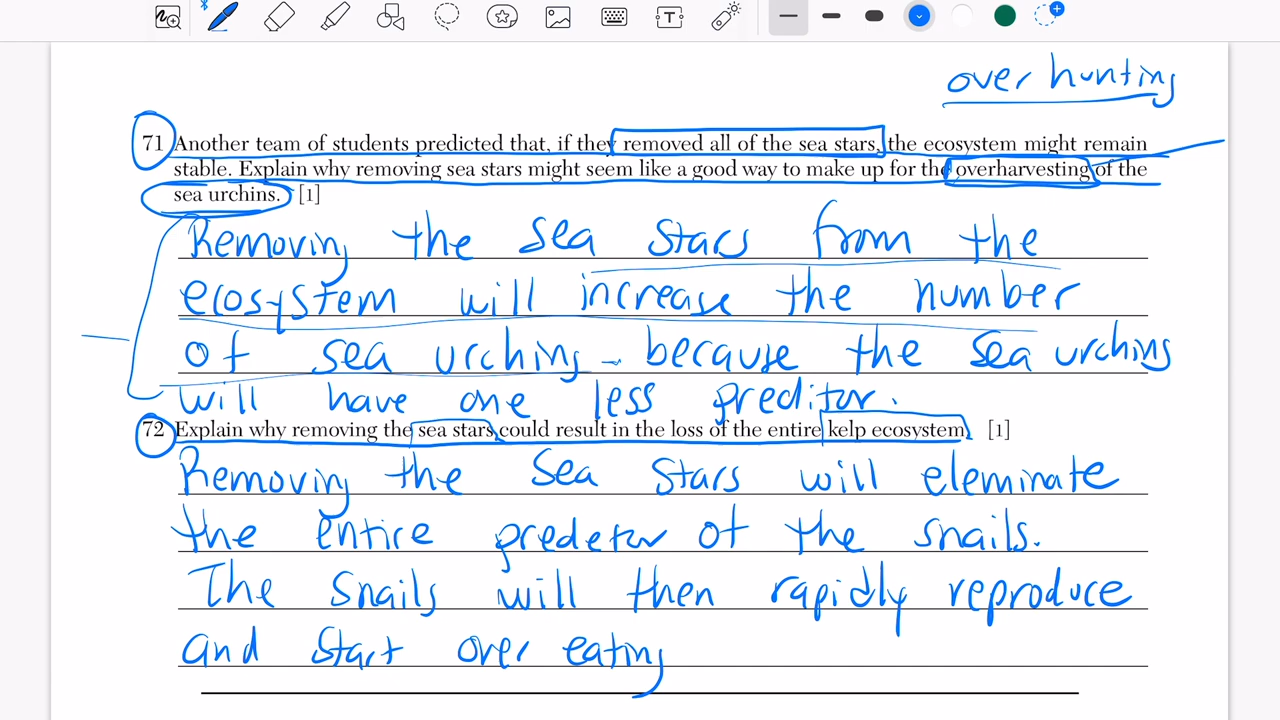 over hunting
71 Another team of students predicted that, if they removed all of the sea stars, the ecosystem might remain
stable. Explain why removing sea stars might seem like a good way to make up for the overharvesting of the
sea urchins. [1]
Removing the sea stars from the
ecosystem will increase the number
of sea urchins because the sea urchins
will have one less preditor.
72 Explain why removing the sea stars could result in the loss of the entire kelp ecosystem. [1]
Removing the sea stars will eleminate
the entire predetor of the snails.
The snails will then rapidly reproduce
and start over eating